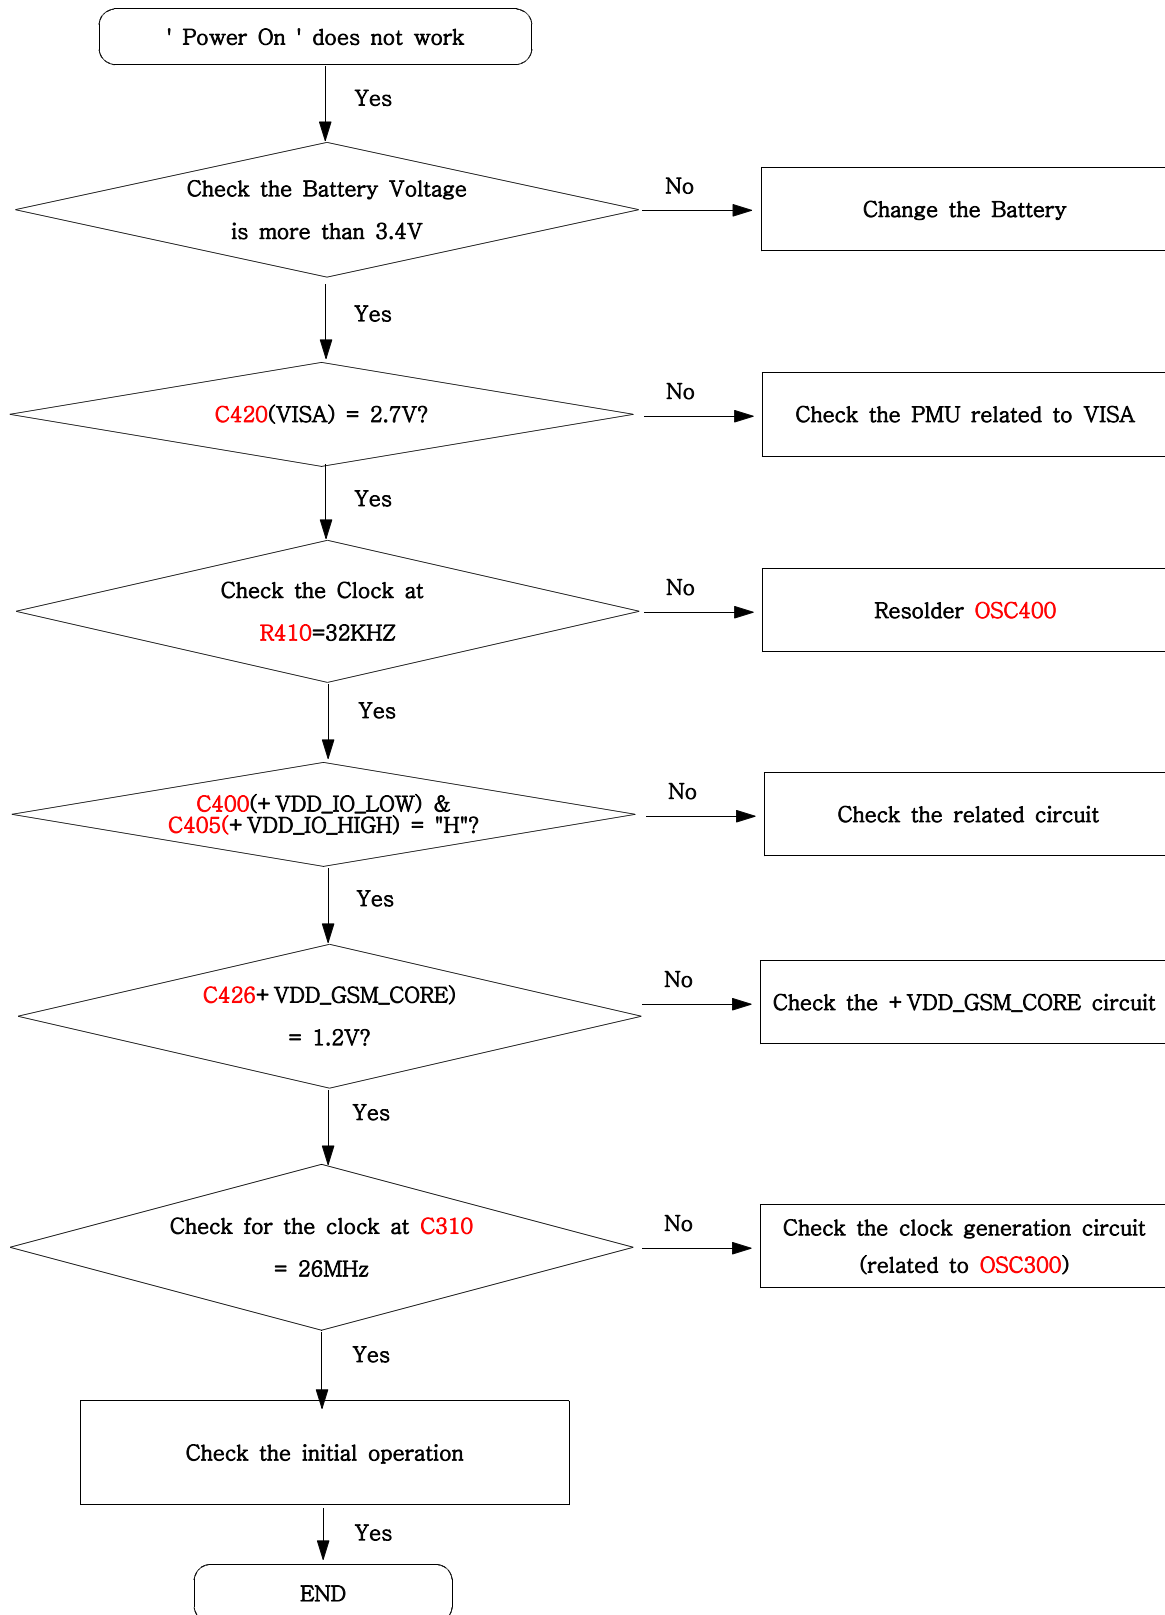 ' Power On ' does not work
Yes
Check the Battery Voltage
is more than 3.4V
No
Change the Battery
Yes
C420(VISA) = 2.7V?
No
Check the PMU related to VISA
Yes
Check the Clock at
R410=32KHZ
No
Resolder OSC400
Yes
C400(+VDD_IO_LOW) &
C405(+VDD_IO_HIGH) = "H"?
No
Check the related circuit
Yes
C426+VDD_GSM_CORE)
= 1.2V?
No
Check the +VDD_GSM_CORE circuit
Yes
Check for the clock at C310
= 26MHz
No
Check the clock generation circuit
(related to OSC300)
Yes
Check the initial operation
Yes
END